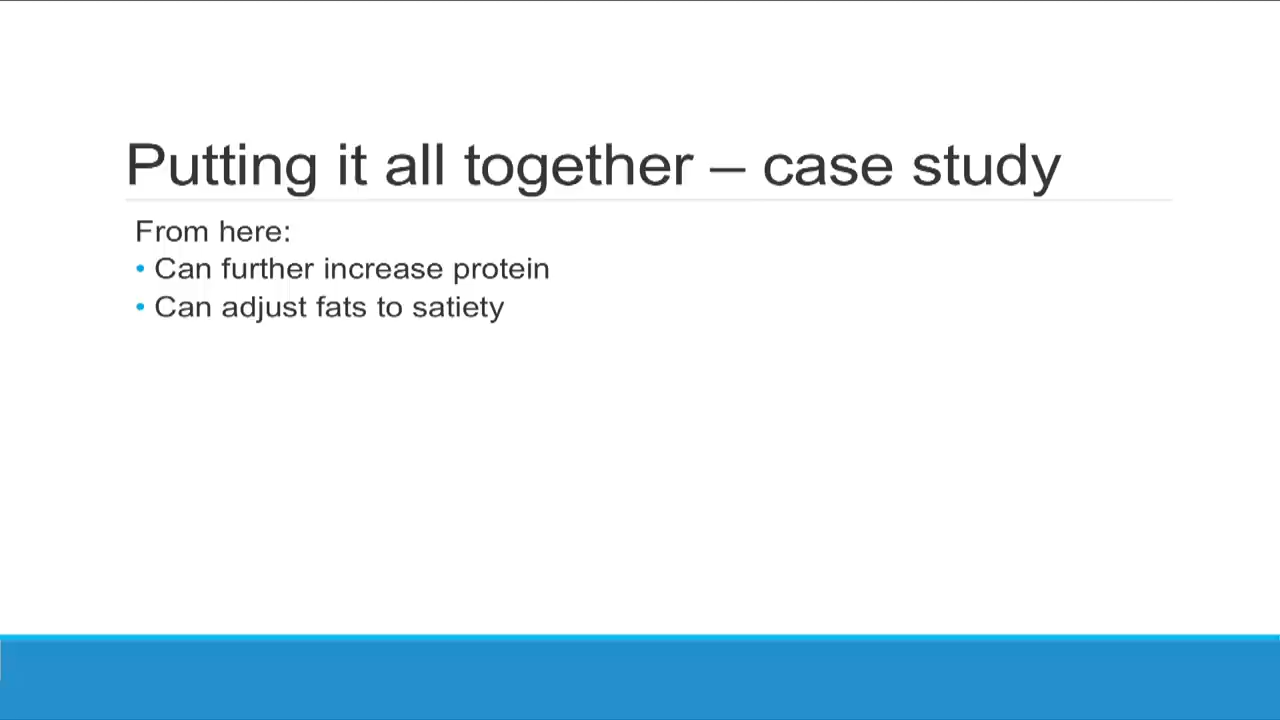 Putting it all together – case study
From here:
• Can further increase protein
• Can adjust fats to satiety